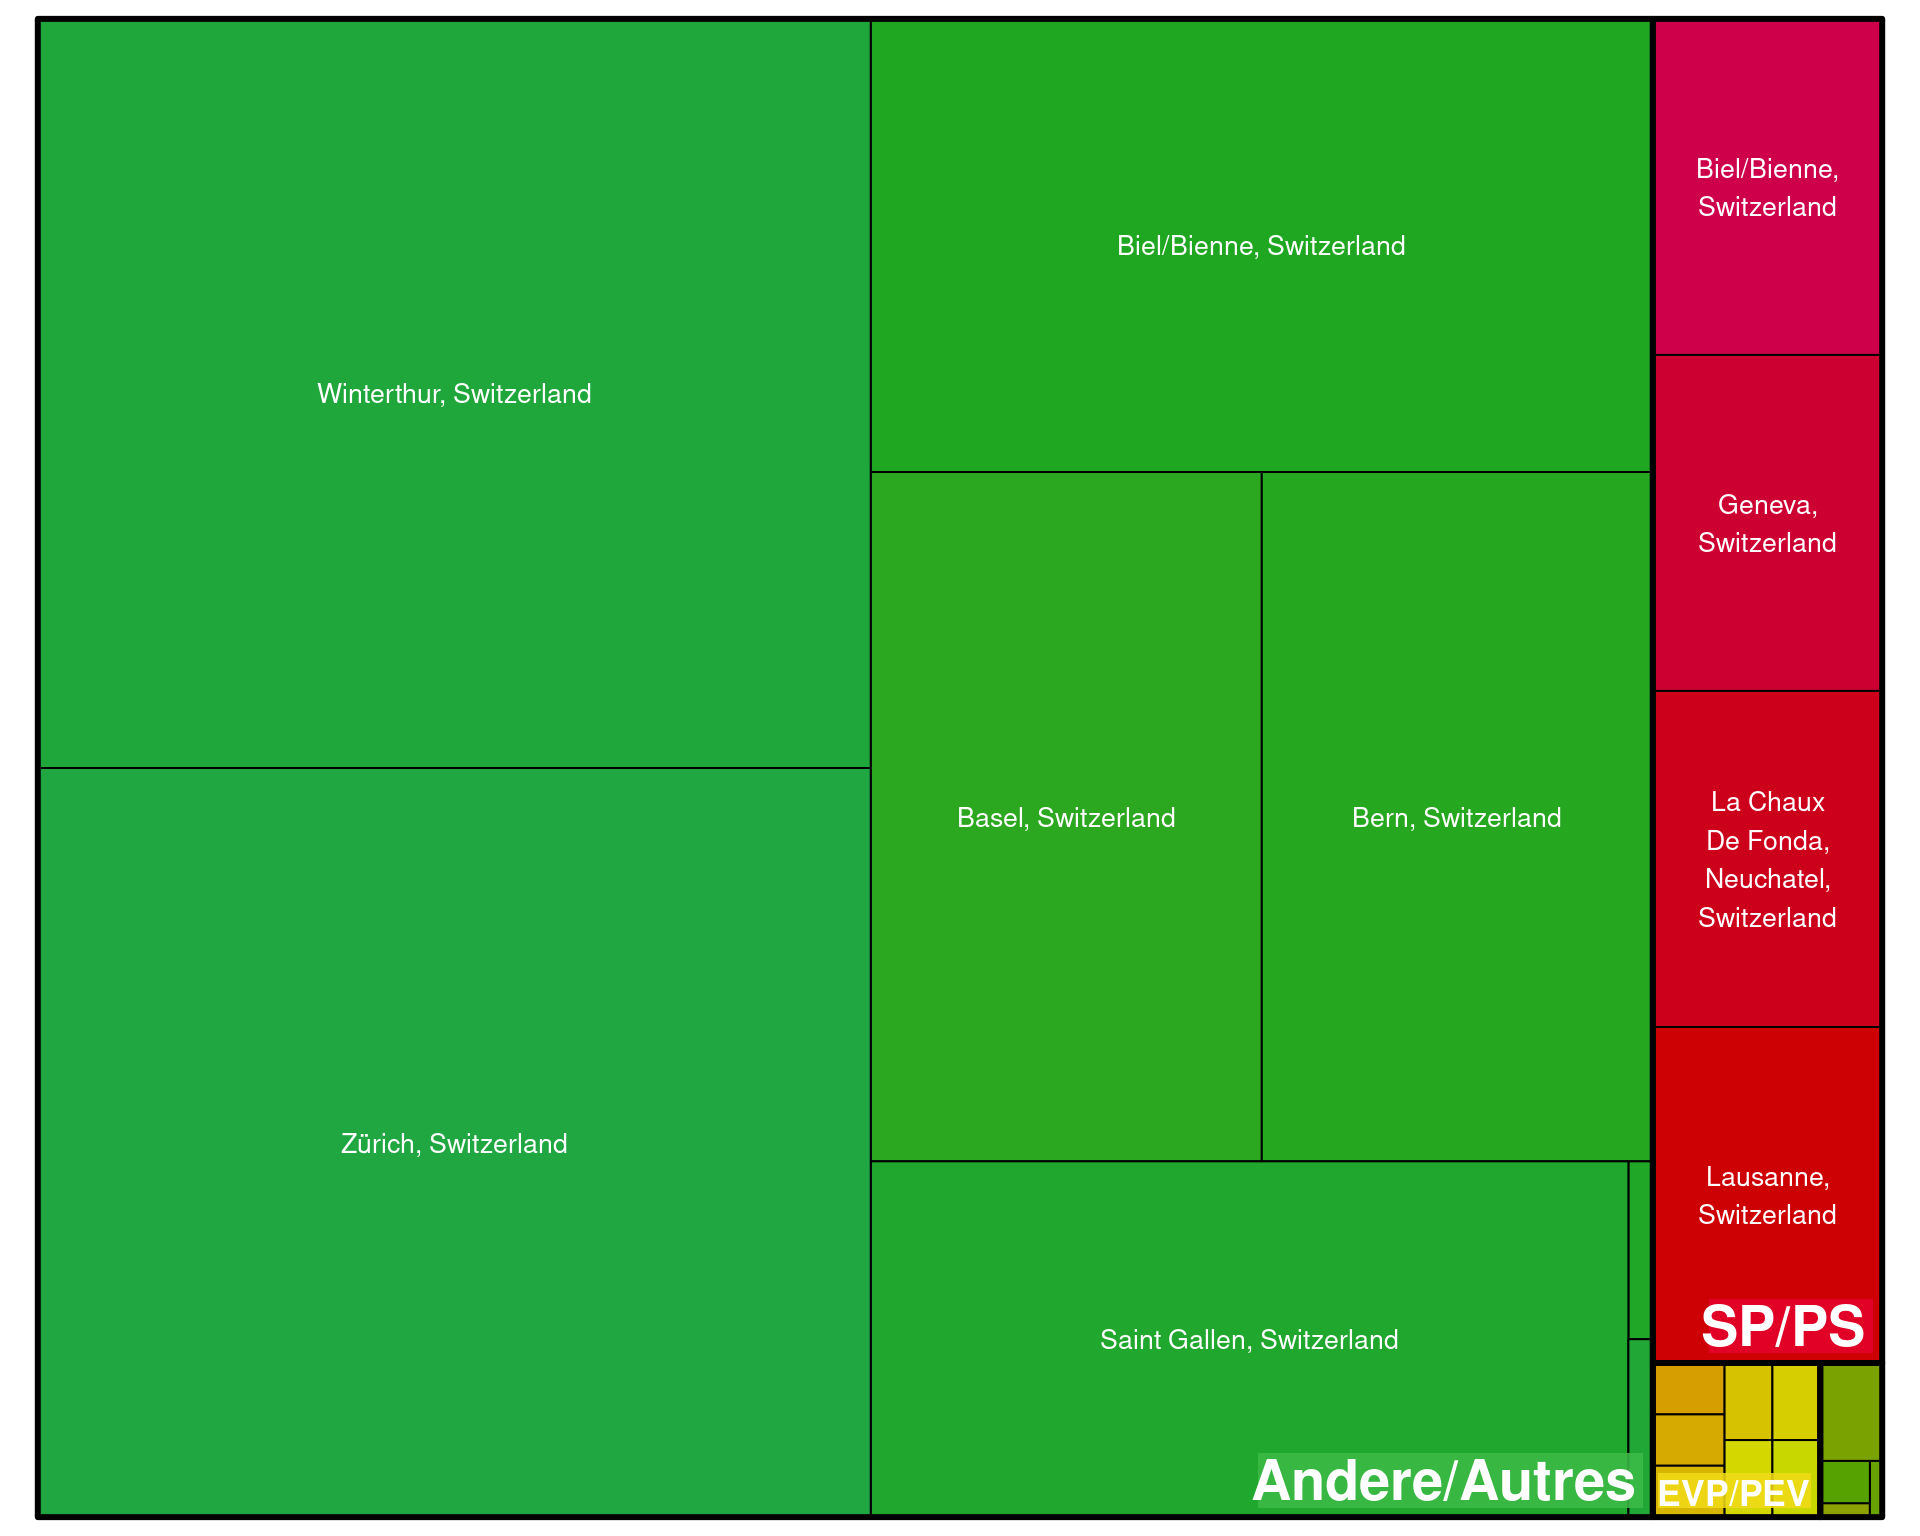 Winterthur, Switzerland
Zürich, Switzerland
Biel/Bienne, Switzerland
Basel, Switzerland
Bern, Switzerland
Saint Gallen, Switzerland
Andere/Autres
Biel/Bienne,
Switzerland
Geneva,
Switzerland
La Chaux
De Fonda,
Neuchatel,
Switzerland
Lausanne,
Switzerland
SP/PS
EVP/PEV